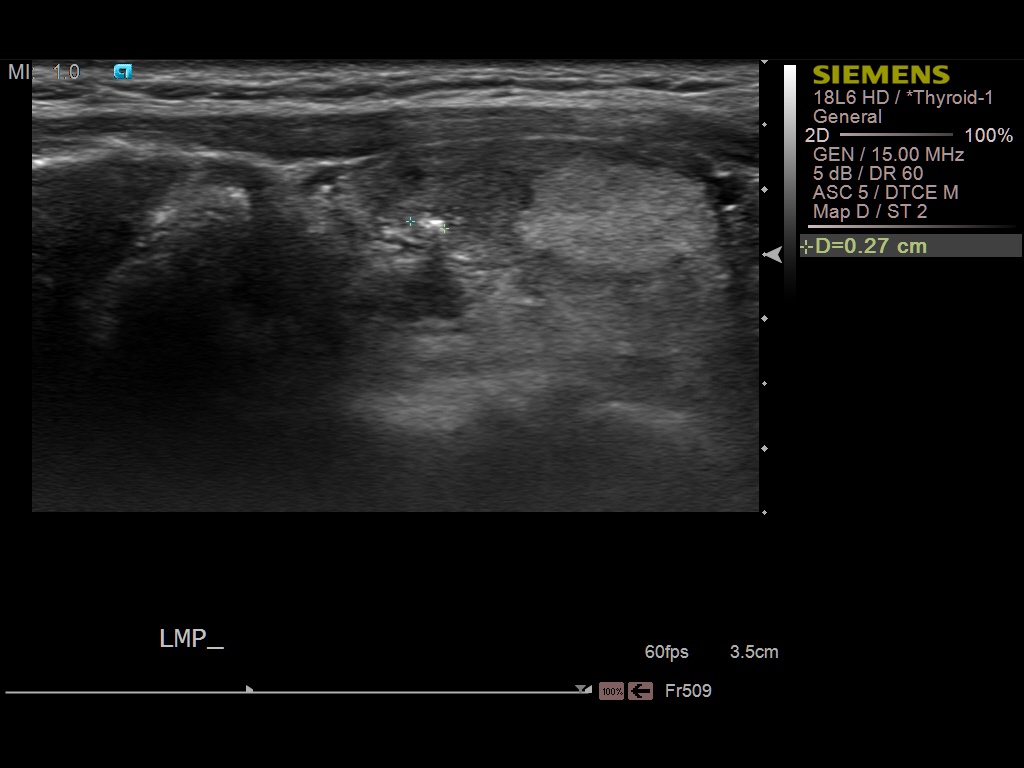 MI: 1.0
SIEMENS
18L6 HD / *Thyroid-1
General
2D 100%
GEN / 15.00 MHz
5 dB / DR 60
ASC 5 / DTCE M
Map D / ST 2
D=0.27 cm
LMP_
60fps 3.5cm
100% Fr509